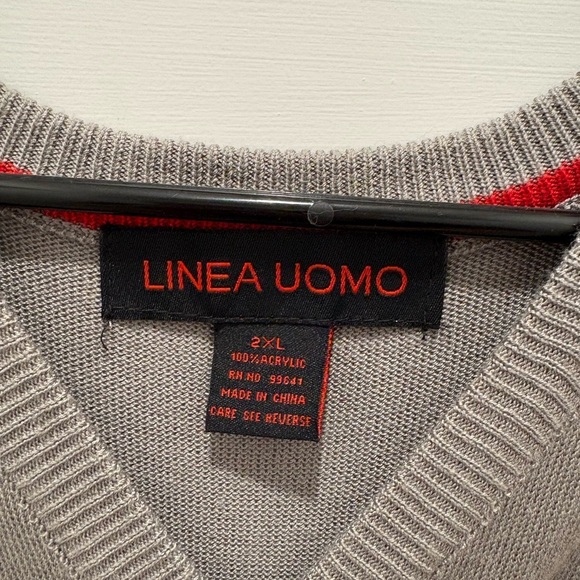 LINEA UOMO
2XL
100% ACRYLIC
RN NO 99641
MADE IN CHINA
CARE SEE REVERSE